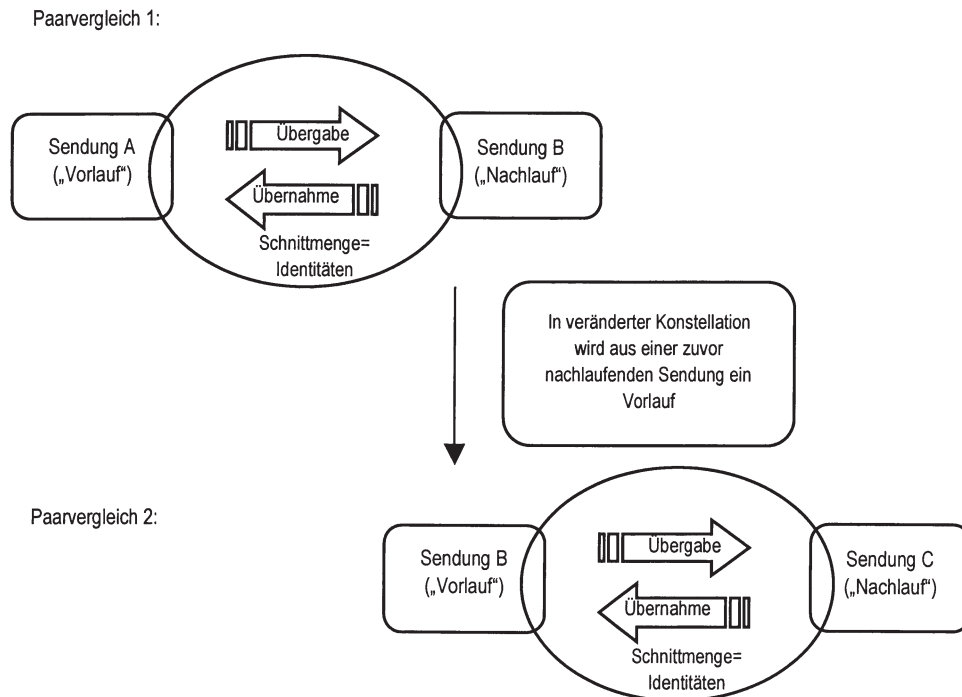 Paarvergleich 1:
Sendung A
(„Vorlauf“)
Übergabe
Übernahme
Schnittmenge=
Identitäten
Sendung B
(„Nachlauf“)
In veränderter Konstellation
wird aus einer zuvor
nachlaufenden Sendung ein
Vorlauf
Paarvergleich 2:
Sendung B
(„Vorlauf“)
Übergabe
Übernahme
Schnittmenge=
Identitäten
Sendung C
(„Nachlauf“)